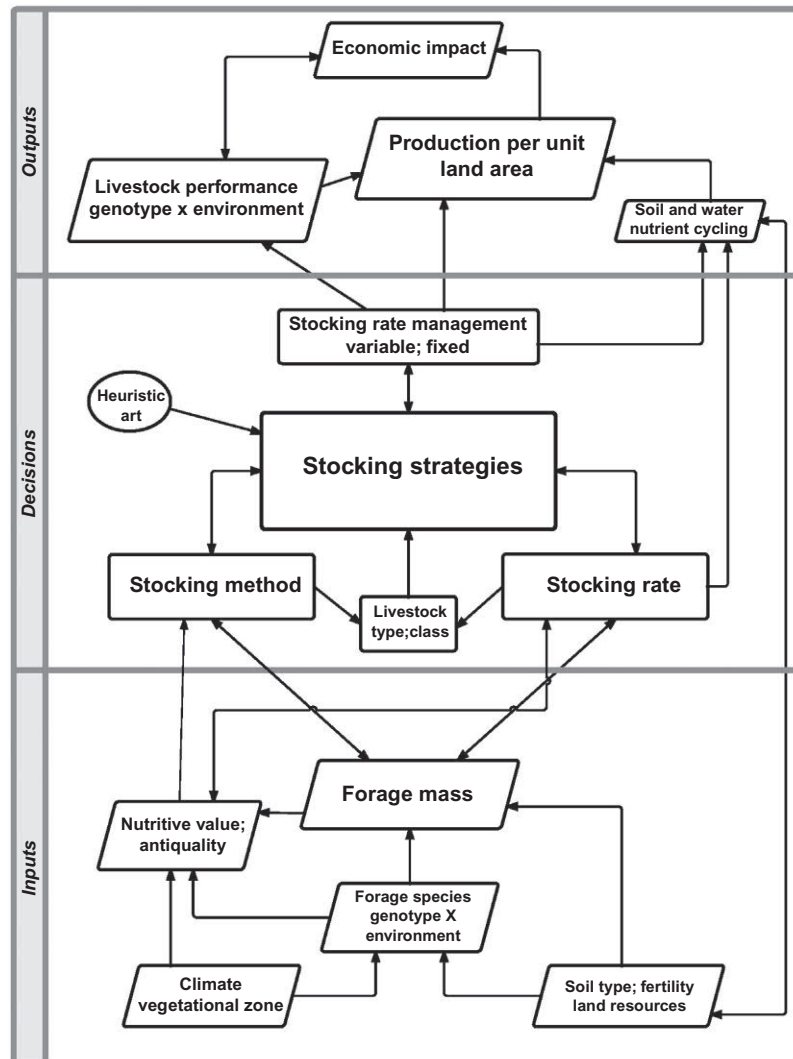 Outputs
Economic impact
Production per unit
land area
Livestock performance
genotype x environment
Soil and water
nutrient cycling
Decisions
Stocking rate management
variable; fixed
Heuristic
art
Stocking strategies
Stocking method
Livestock
type;class
Stocking rate
Inputs
Forage mass
Nutritive value;
antiquality
Forage species
genotype X
environment
Climate
vegetational zone
Soil type; fertility
land resources